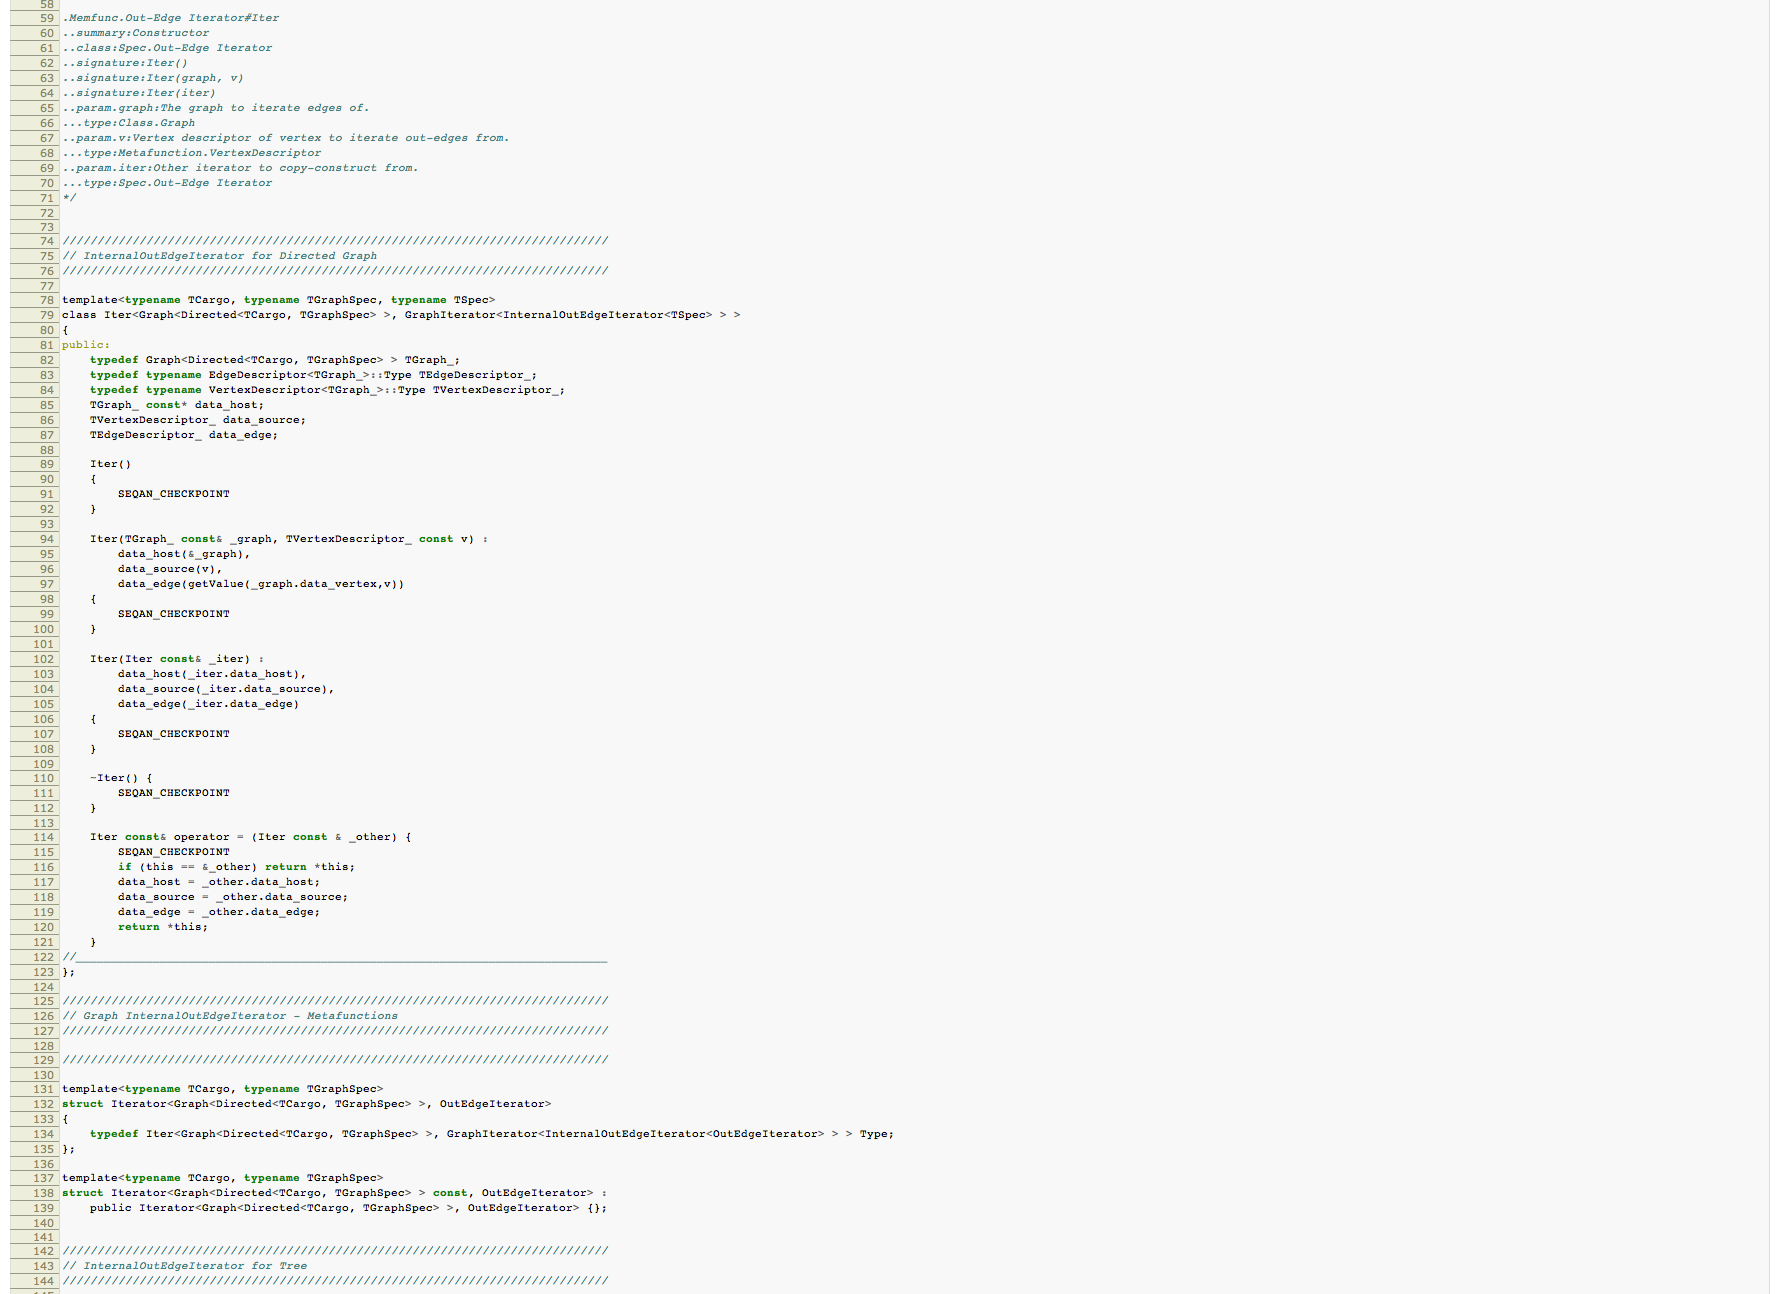 58
59 .Memfunc.Out-Edge Iterator#Iter
60 ..summary:Constructor
61 ..class:Spec.Out-Edge Iterator
62 ..signature:Iter()
63 ..signature:Iter(graph, v)
64 ..signature:Iter(iter)
65 ..param.graph:The graph to iterate edges of.
66 ...type:Class.Graph
67 ..param.v:Vertex descriptor of vertex to iterate out-edges from.
68 ...type:Metafunction.VertexDescriptor
69 ..param.iter:Other iterator to copy-construct from.
70 ...type:Spec.Out-Edge Iterator
71 */
72
73
74 //////////////////////////////////////////////////////////////////////////////
75 // InternalOutEdgeIterator for Directed Graph
76 //////////////////////////////////////////////////////////////////////////////
77
78 template<typename TCargo, typename TGraphSpec, typename TSpec>
79 class Iter<Graph<Directed<TCargo, TGraphSpec> >, GraphIterator<InternalOutEdgeIterator<TSpec> > >
80 {
81 public:
82     typedef Graph<Directed<TCargo, TGraphSpec> > TGraph_;
83     typedef typename EdgeDescriptor<TGraph_>::Type TEdgeDescriptor_;
84     typedef typename VertexDescriptor<TGraph_>::Type TVertexDescriptor_;
85     TGraph_ const* data_host;
86     TVertexDescriptor_ data_source;
87     TEdgeDescriptor_ data_edge;
88
89     Iter()
90     {
91         SEQAN_CHECKPOINT
92     }
93
94     Iter(TGraph_ const& _graph, TVertexDescriptor_ const v) :
95         data_host(&_graph),
96         data_source(v),
97         data_edge(getValue(_graph.data_vertex,v))
98     {
99         SEQAN_CHECKPOINT
100     }
101
102     Iter(Iter const& _iter) :
103         data_host(_iter.data_host),
104         data_source(_iter.data_source),
105         data_edge(_iter.data_edge)
106     {
107         SEQAN_CHECKPOINT
108     }
109
110     ~Iter() {
111         SEQAN_CHECKPOINT
112     }
113
114     Iter const& operator = (Iter const & _other) {
115         SEQAN_CHECKPOINT
116         if (this == &_other) return *this;
117         data_host = _other.data_host;
118         data_source = _other.data_source;
119         data_edge = _other.data_edge;
120         return *this;
121     }
122 //____________________________________________________________________________
123 };
124
125 //////////////////////////////////////////////////////////////////////////////
126 // Graph InternalOutEdgeIterator - Metafunctions
127 //////////////////////////////////////////////////////////////////////////////
128
129 //////////////////////////////////////////////////////////////////////////////
130
131 template<typename TCargo, typename TGraphSpec>
132 struct Iterator<Graph<Directed<TCargo, TGraphSpec> >, OutEdgeIterator>
133 {
134     typedef Iter<Graph<Directed<TCargo, TGraphSpec> >, GraphIterator<InternalOutEdgeIterator<OutEdgeIterator> > > Type;
135 };
136
137 template<typename TCargo, typename TGraphSpec>
138 struct Iterator<Graph<Directed<TCargo, TGraphSpec> > const, OutEdgeIterator> :
139     public Iterator<Graph<Directed<TCargo, TGraphSpec> >, OutEdgeIterator> {};
140
141
142 //////////////////////////////////////////////////////////////////////////////
143 // InternalOutEdgeIterator for Tree
144 //////////////////////////////////////////////////////////////////////////////